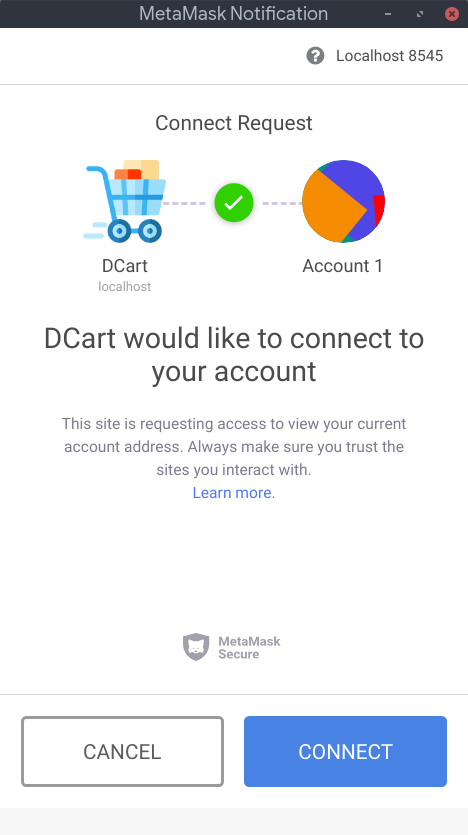 MetaMask Notification
Localhost 8545
Connect Request
DCart
localhost
Account 1
DCart would like to connect to
your account
This site is requesting access to view your current
account address. Always make sure you trust the
sites you interact with.
Learn more.
MetaMask
Secure
CANCEL
CONNECT